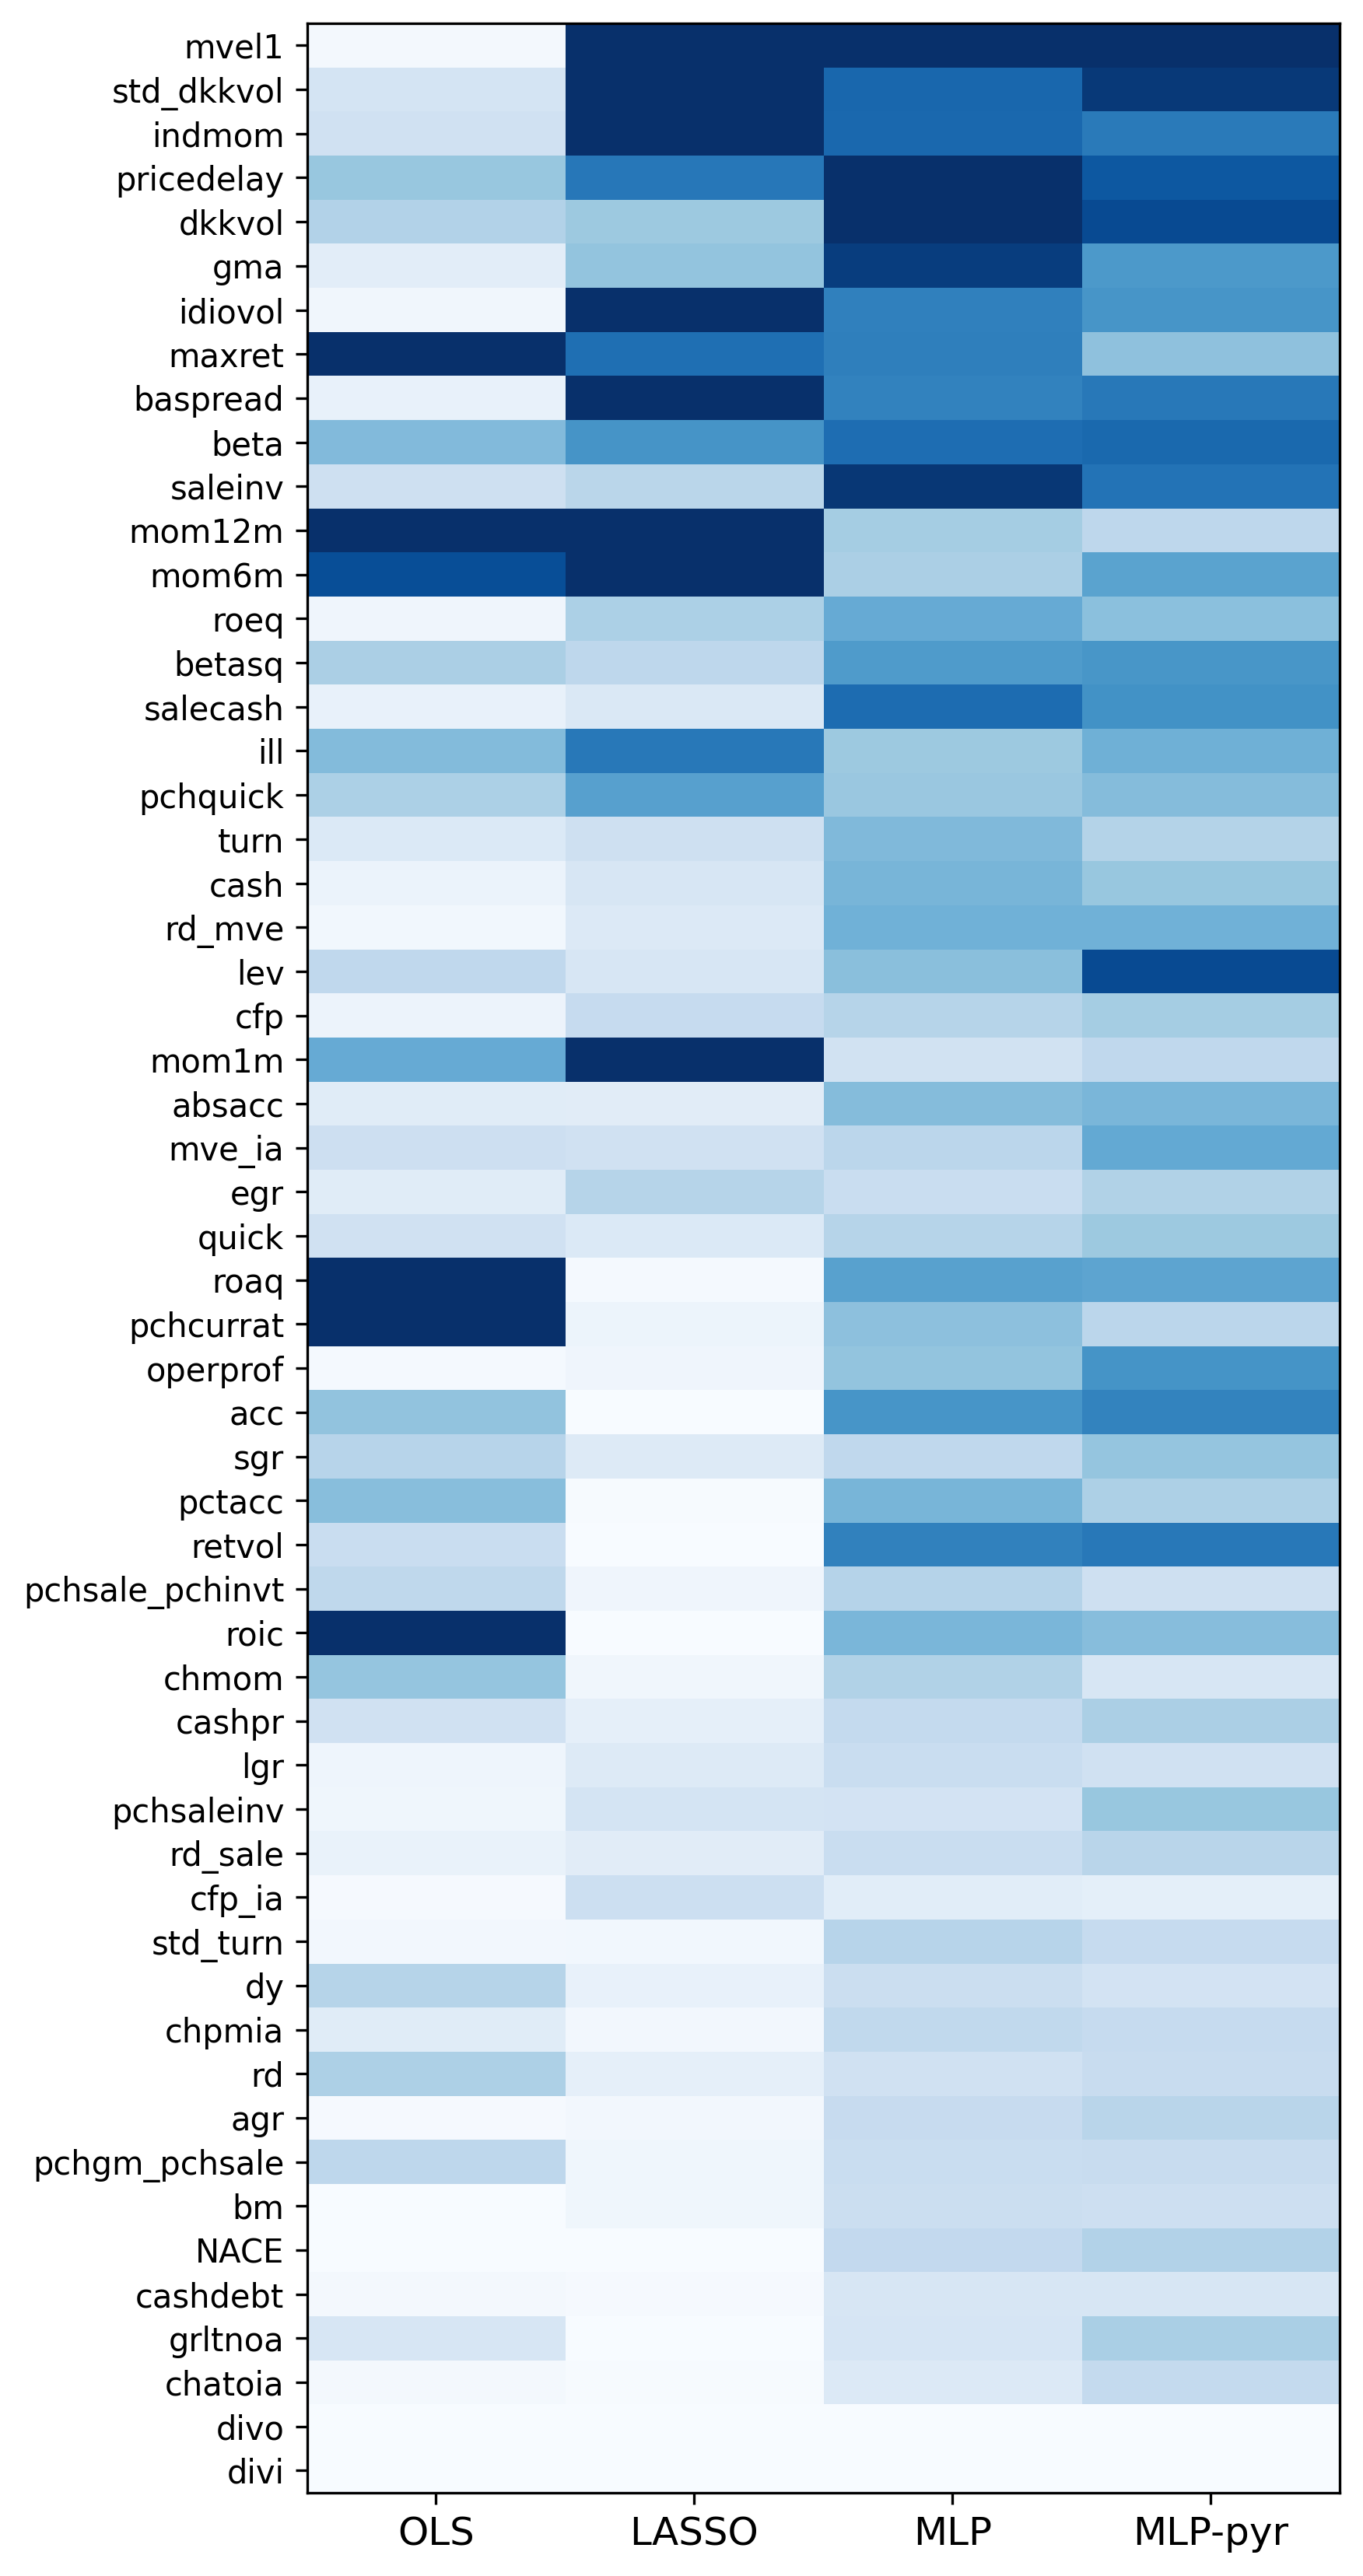 mvel1
std_dkkvol
indmom
pricedelay
dkkvol
gma
idiovol
maxret
baspread
beta
saleinv
mom12m
mom6m
roeq
betasq
salecash
ill
pchquick
turn
cash
rd_mve
lev
cfp
mom1m
absacc
mve_ia
egr
quick
roaq
pchcurrat
operprof
acc
sgr
pctacc
retvol
pchsale_pchinvt
roic
chmom
cashpr
lgr
pchsaleinv
rd_sale
cfp_ia
std_turn
dy
chpmia
rd
agr
pchgm_pchsale
bm
NACE
cashdebt
grltnoa
chatoia
divo
divi
OLS LASSO MLP MLP-pyr